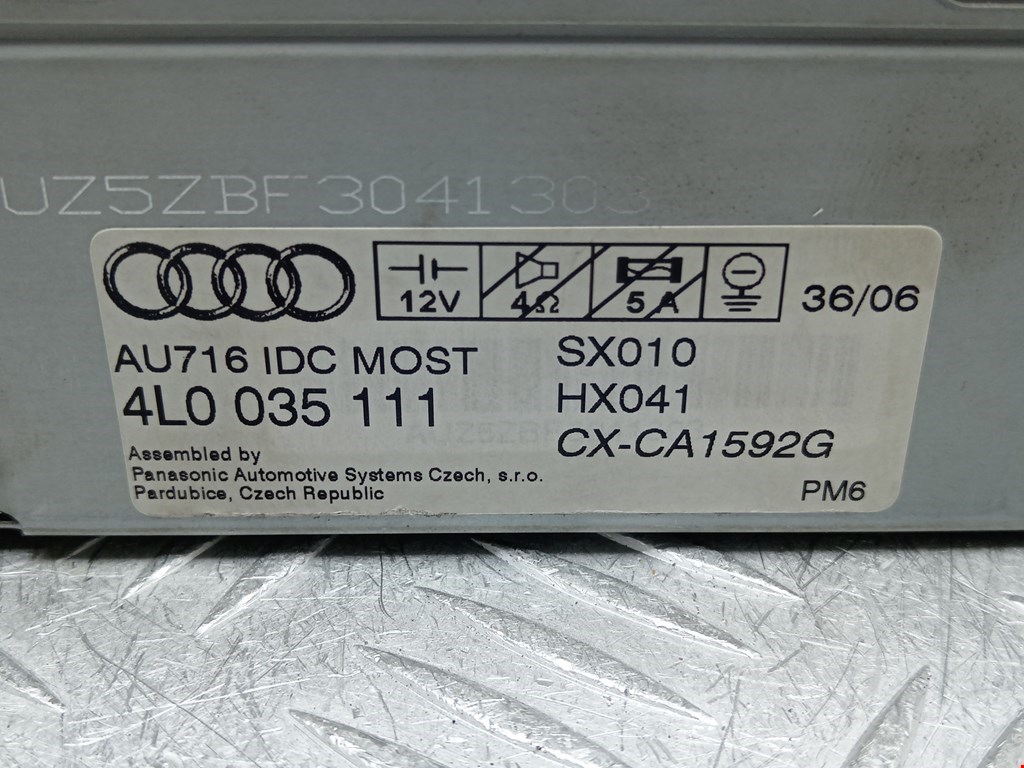 UZ5ZBF3041303
12V
4Ω
5 A
36/06
AU716 IDC MOST
4L0 035 111
SX010
HX041
CX-CA1592G
Assembled by
Panasonic Automotive Systems Czech, s.r.o.
Pardubice, Czech Republic
PM6